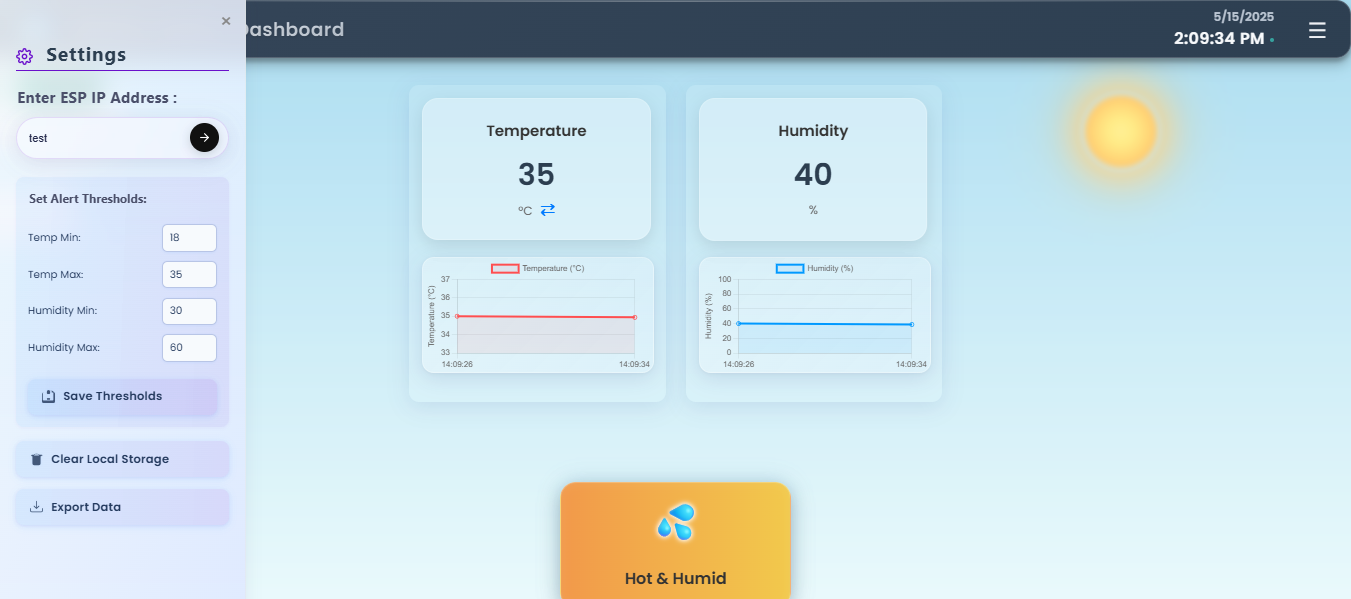 ×
Settings
Enter ESP IP Address :
test
Set Alert Thresholds:
Temp Min: 18
Temp Max: 35
Humidity Min: 30
Humidity Max: 60
Save Thresholds
Clear Local Storage
Export Data
Dashboard
5/15/2025
2:09:34 PM
Temperature
35
°C
Temperature (°C)
Temperature (°C)
37
36
35
34
33
14:09:26 14:09:34
Humidity
40
%
Humidity (%)
Humidity (%)
100
80
60
40
20
0
14:09:26 14:09:34
Hot & Humid